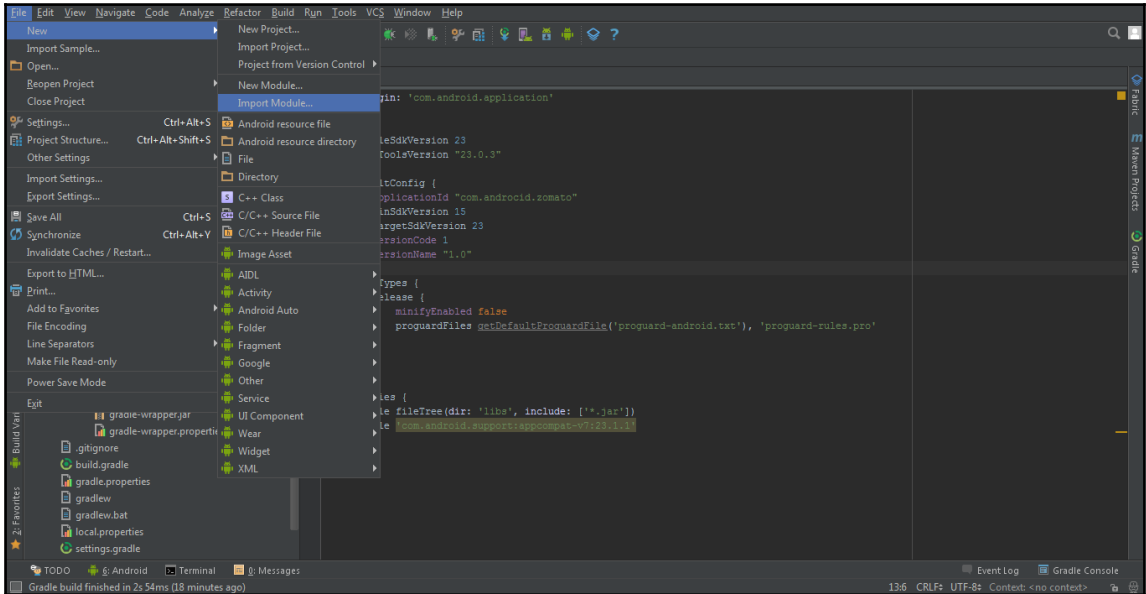 File Edit View Navigate Code Analyze Refactor Build Run Tools VCS Window Help
New
Import Sample...
Open...
Reopen Project
Close Project
Settings... Ctrl+Alt+S
Project Structure... Ctrl+Alt+Shift+S
Other Settings
Import Settings...
Export Settings...
Save All Ctrl+S
Synchronize Ctrl+Alt+Y
Invalidate Caches / Restart...
Export to HTML...
Print...
Add to Favorites
File Encoding
Line Separators
Make File Read-only
Power Save Mode
Exit
New Project...
Import Project...
Project from Version Control
New Module...
Import Module...
Android resource file
Android resource directory
File
Directory
S C++ Class
C/C++ Source File
C/C++ Header File
Image Asset
AIDL
Activity
Android Auto
Folder
Fragment
Google
Other
Service
UI Component
Wear
Widget
XML
gin: 'com.android.application'
leSdkVersion 23
ToolsVersion "23.0.3"
ltConfig {
pplicationId "com.androcid.zomato"
inSdkVersion 15
argetSdkVersion 23
ersionCode 1
ersionName "1.0"
Types {
elease {
minifyEnabled false
proguardFiles getDefaultProguardFile('proguard-android.txt'), 'proguard-rules.pro'
ies {
le fileTree(dir: 'libs', include: ['*.jar'])
le 'com.android.support:appcompat-v7:23.1.1'
gradle-wrapper.jar
gradle-wrapper.properti
.gitignore
build.gradle
gradle.properties
gradlew
gradlew.bat
local.properties
settings.gradle
Build Vari
2: Favorites
Fabric
m Maven Projects
Gradle
TODO 6: Android Terminal 0: Messages Event Log Gradle Console
Gradle build finished in 2s 54ms (18 minutes ago) 13:6 CRLF UTF-8 Context: <no context>